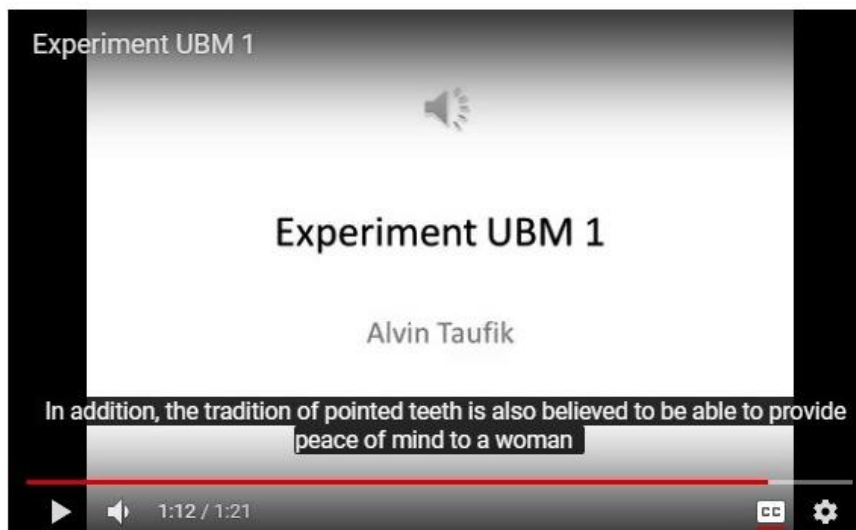 Experiment UBM 1
Experiment UBM 1
Alvin Taufik
In addition, the tradition of pointed teeth is also believed to be able to provide
peace of mind to a woman
1:12 / 1:21
CC